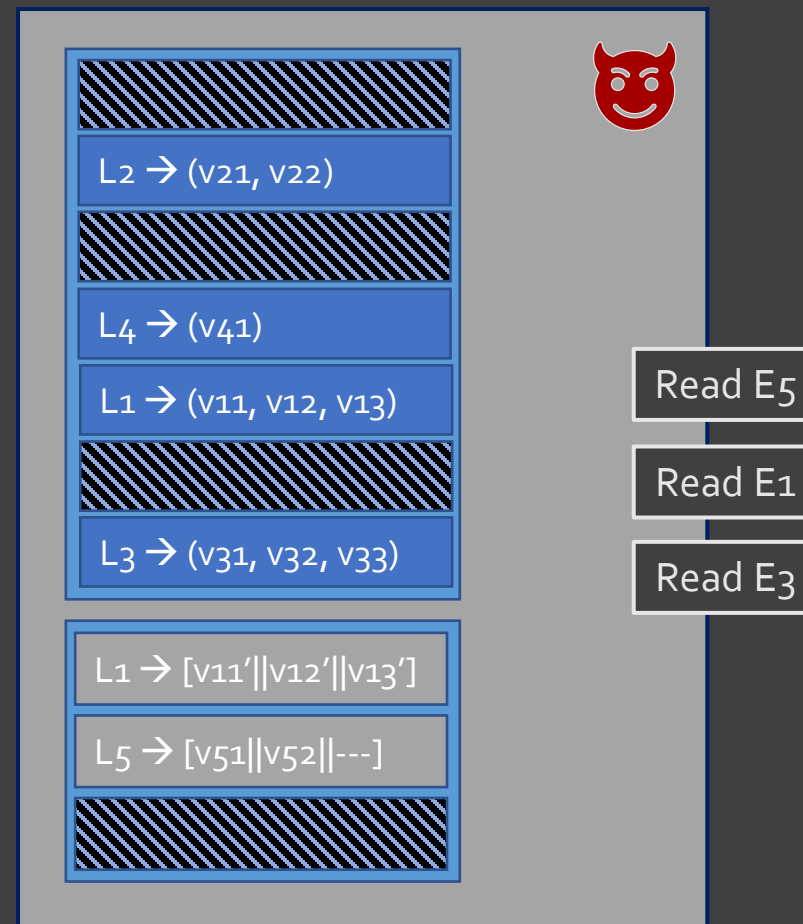 L2 → (v21, v22)
L4 → (v41)
L1 → (v11, v12, v13)
L3 → (v31, v32, v33)
L1 → [v11’||v12’||v13’]
L5 → [v51||v52||---]
Read E5
Read E1
Read E3